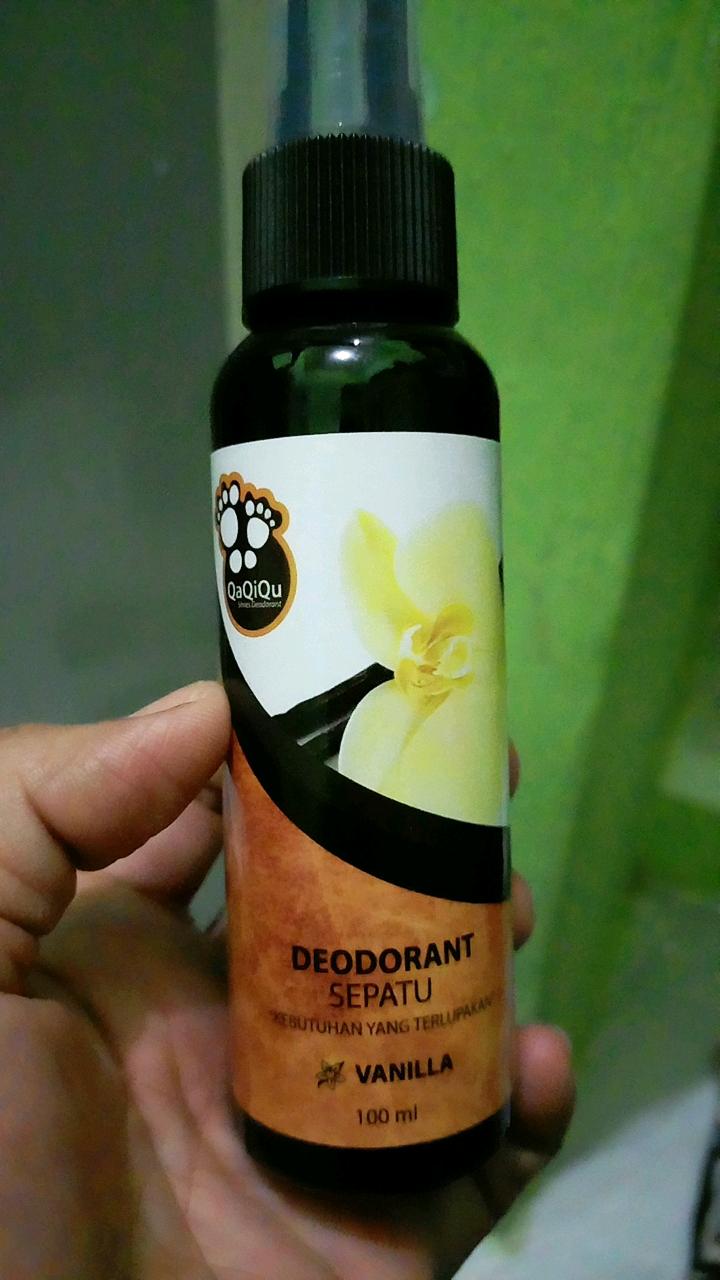 QaQiQu
Shoes Deodorant
DEODORANT
SEPATU
"KEBUTUHAN YANG TERLUPAKAN"
VANILLA
100 ml